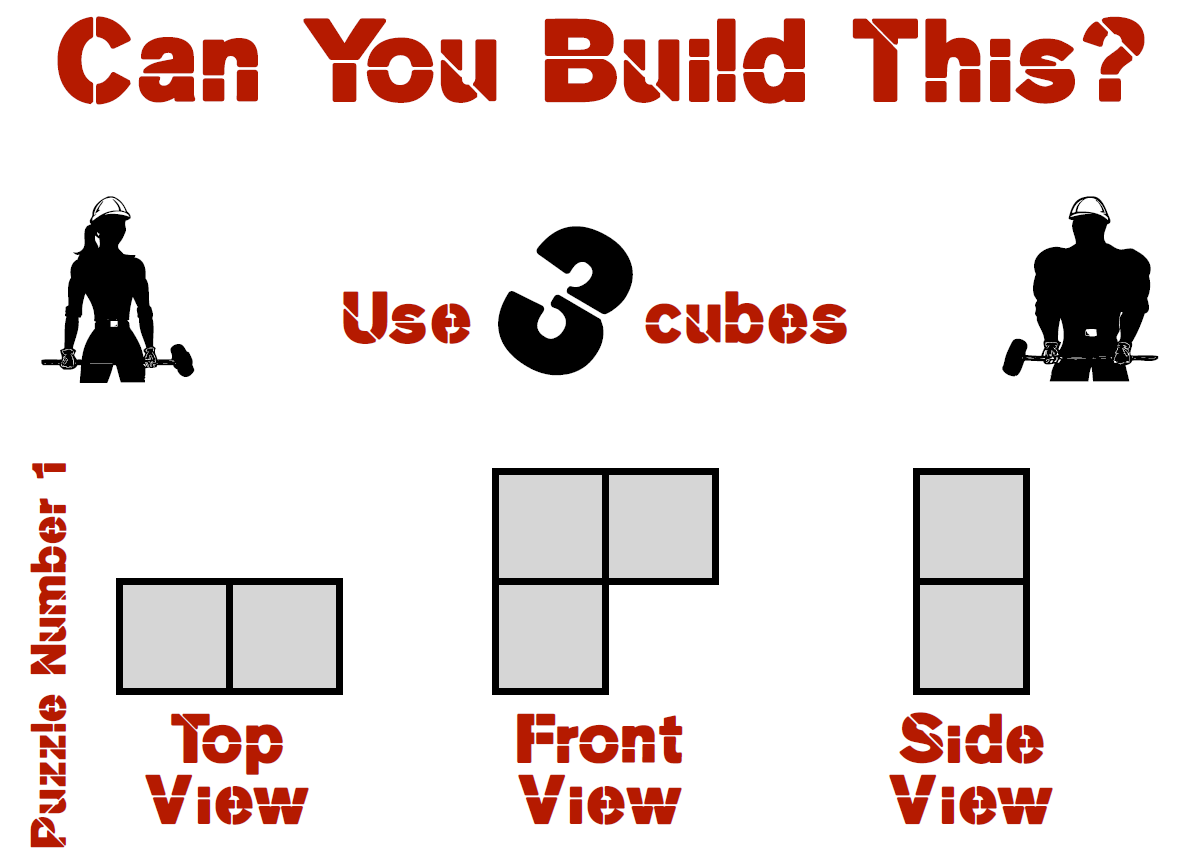 Can You Build This?
Use 3 cubes
Puzzle Number 1
Top
View
Front
View
Side
View